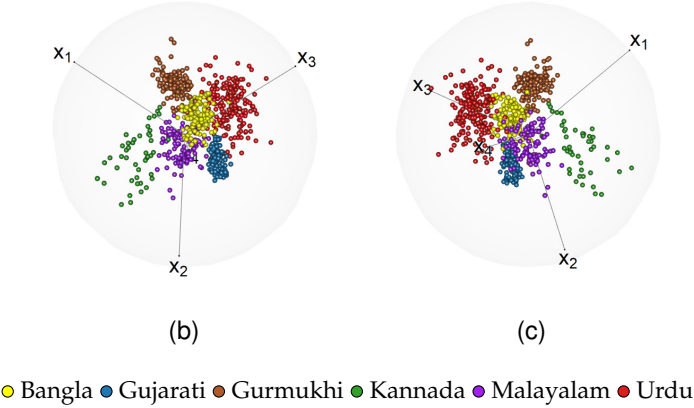 x₁ x₃ x₂
x₃ x₁ x₄ x₂
(b) (c)
Bangla Gujarati Gurmukhi Kannada Malayalam Urdu